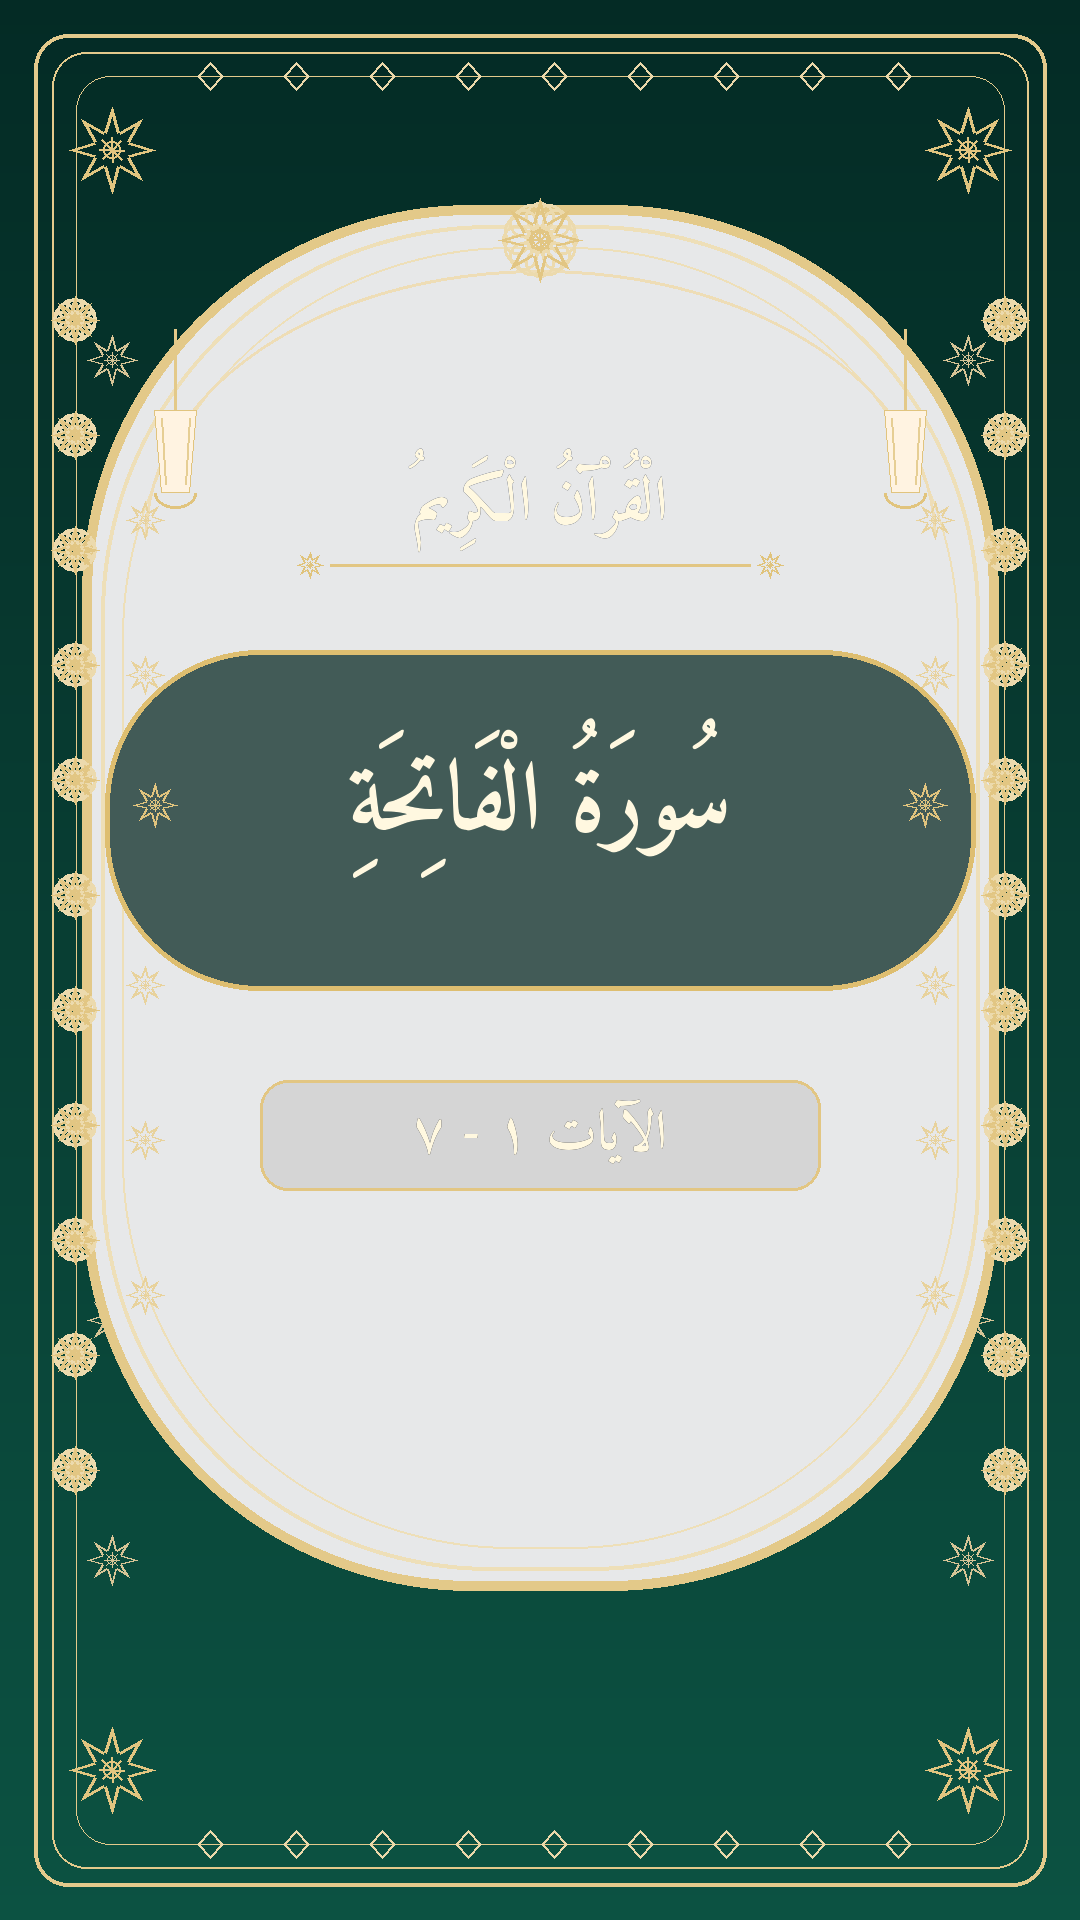 الْقُرْآنُ الْكَرِيمُ
سُورَةُ الْفَاتِحَةِ
الآيات ١ - ٧